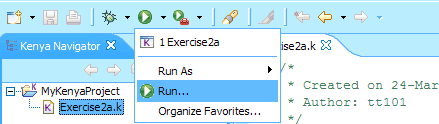 Kenya Navigator
1 Exercise2a
se2a.k
Run As
Run...
Organize Favorites...
MyKenyaProject
Exercise2a.k
/*
* Created on 24-Mar
* Author: tt101
*/